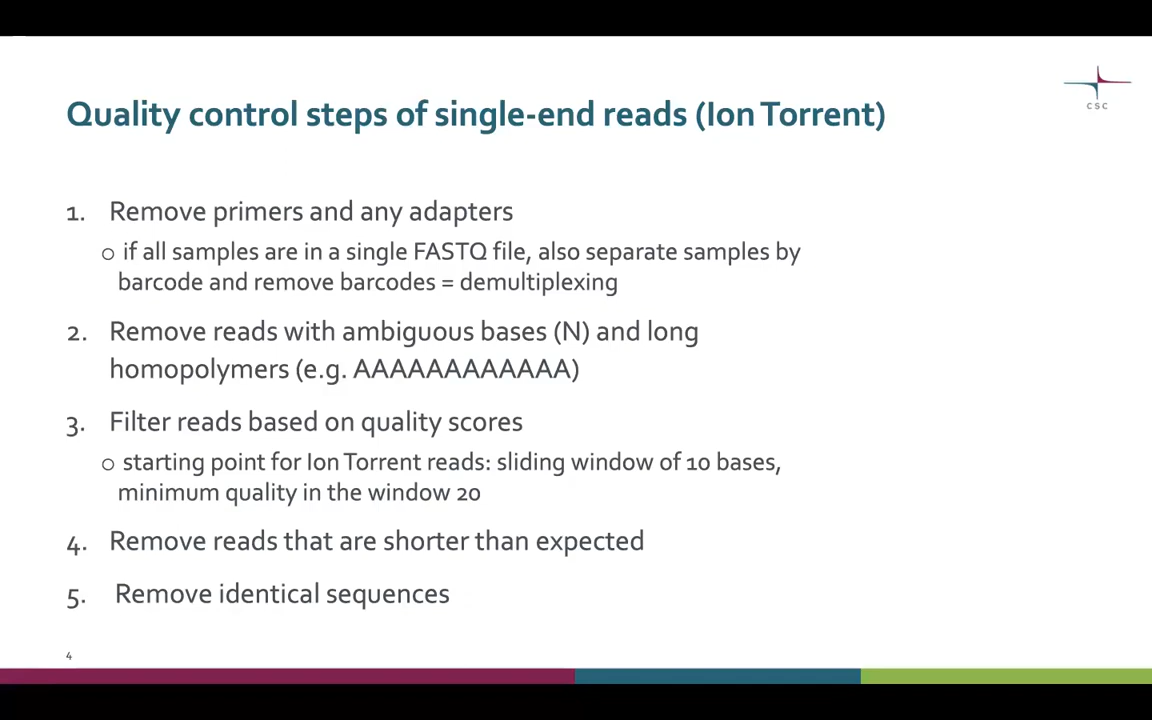 CSC
Quality control steps of single-end reads (Ion Torrent)
1. Remove primers and any adapters
o if all samples are in a single FASTQ file, also separate samples by
barcode and remove barcodes = demultiplexing
2. Remove reads with ambiguous bases (N) and long
homopolymers (e.g. AAAAAAAAAAAA)
3. Filter reads based on quality scores
o starting point for Ion Torrent reads: sliding window of 10 bases,
minimum quality in the window 20
4. Remove reads that are shorter than expected
5. Remove identical sequences
4